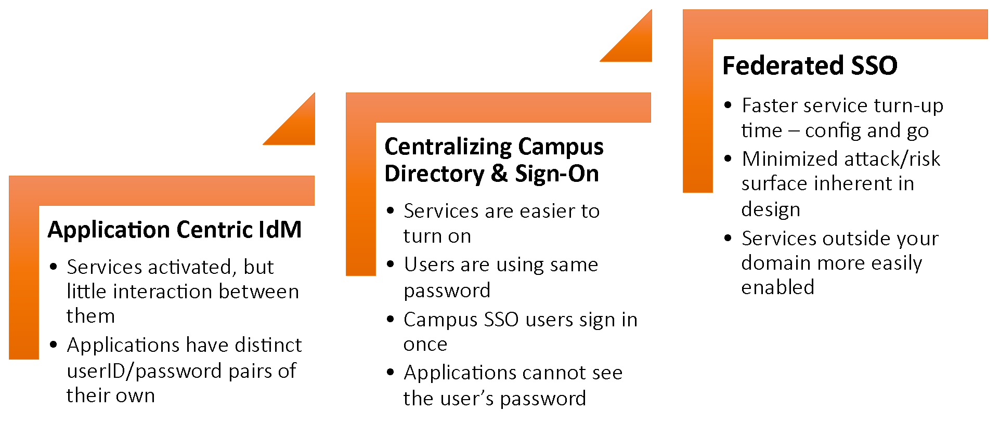 Application Centric IdM
• Services activated, but
little interaction between
them
• Applications have distinct
userID/password pairs of
their own
Centralizing Campus
Directory & Sign-On
• Services are easier to
turn on
• Users are using same
password
• Campus SSO users sign in
once
• Applications cannot see
the user’s password
Federated SSO
• Faster service turn-up
time – config and go
• Minimized attack/risk
surface inherent in
design
• Services outside your
domain more easily
enabled